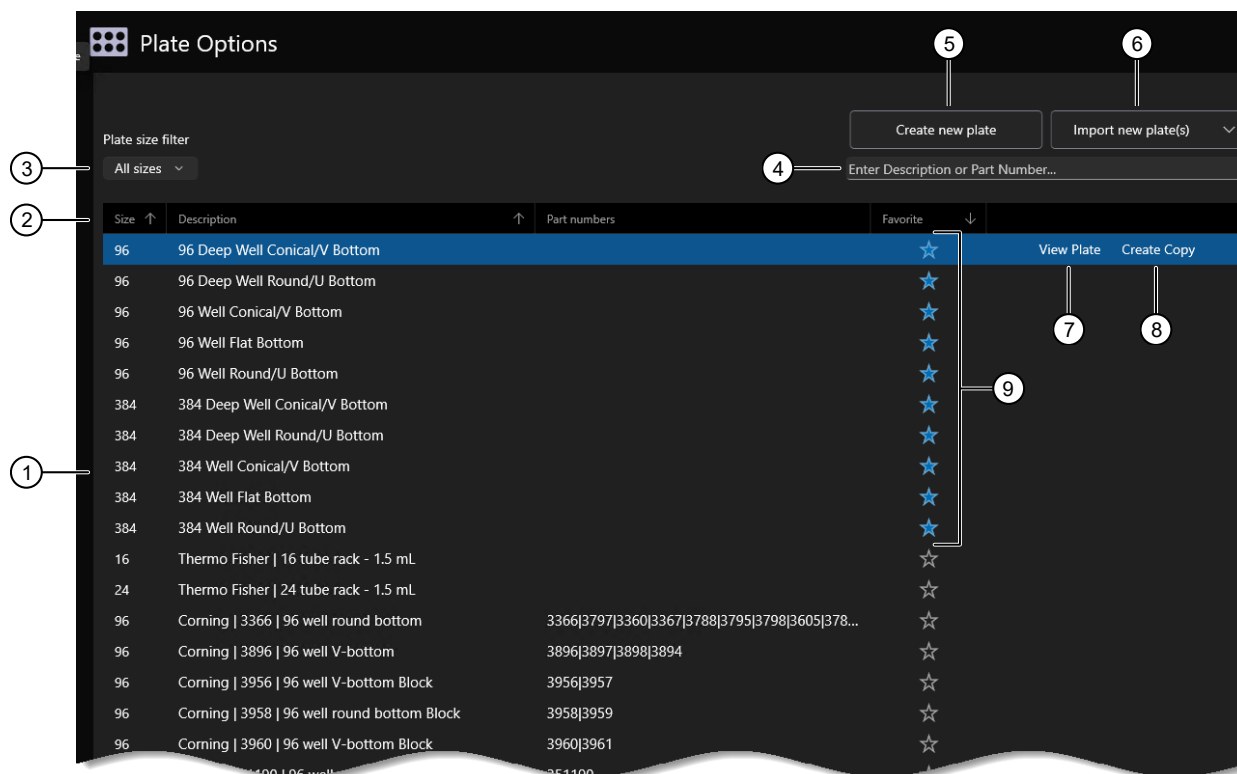 Plate Options
5
6
Create new plate
Import new plate(s)
Plate size filter
3
All sizes
4
Enter Description or Part Number...
2
Size Description Part numbers Favorite
96 96 Deep Well Conical/V Bottom View Plate Create Copy
96 96 Deep Well Round/U Bottom
96 96 Well Conical/V Bottom
7
8
96 96 Well Flat Bottom
96 96 Well Round/U Bottom
9
384 384 Deep Well Conical/V Bottom
384 384 Deep Well Round/U Bottom
1
384 384 Well Conical/V Bottom
384 384 Well Flat Bottom
384 384 Well Round/U Bottom
16 Thermo Fisher | 16 tube rack - 1.5 mL
24 Thermo Fisher | 24 tube rack - 1.5 mL
96 Corning | 3366 | 96 well round bottom 3366|3797|3360|3367|3788|3795|3798|3605|378...
96 Corning | 3896 | 96 well V-bottom 3896|3897|3898|3894
96 Corning | 3956 | 96 well V-bottom Block 3956|3957
96 Corning | 3958 | 96 well round bottom Block 3958|3959
96 Corning | 3960 | 96 well V-bottom Block 3960|3961